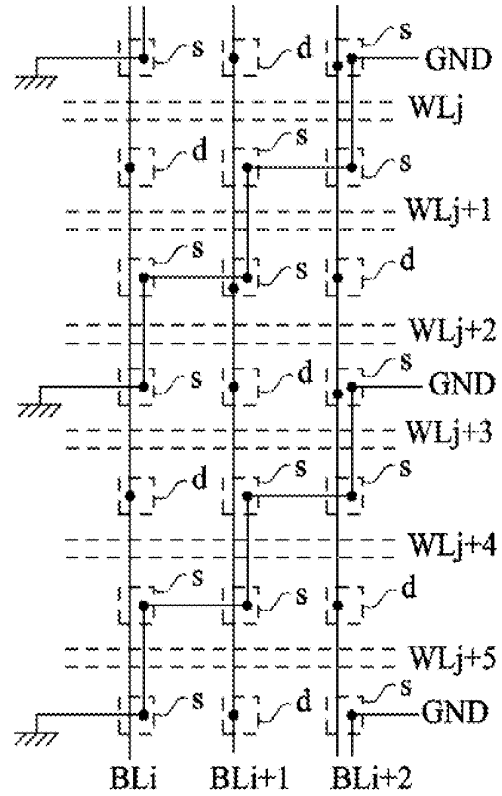 s
s d GND
WLj
s
d s
WLj+1
s
s d
WLj+2
s
s d GND
WLj+3
s s
d
WLj+4
s
s d
WLj+5
s
s d GND
BLi BLi+1 BLi+2